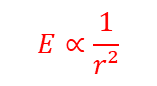 E ∝ 1/r²